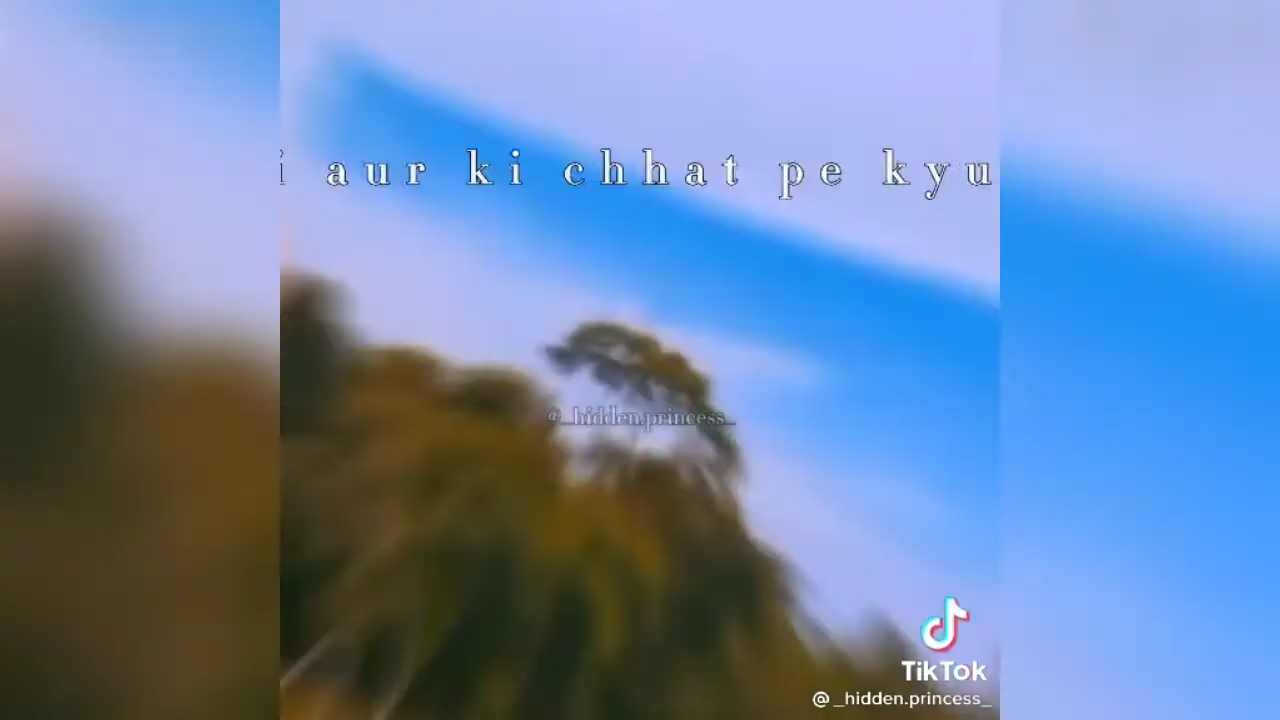 i aur ki chhat pe kyu
@_hidden.princess_
TikTok
@_hidden.princess_